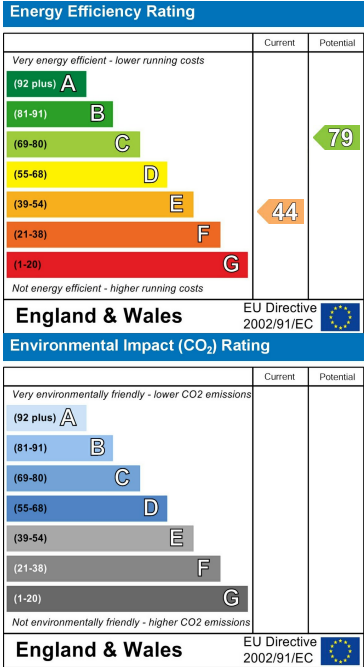 Energy Efficiency Rating
Current Potential
Very energy efficient - lower running costs
(92 plus) A
(81-91) B
(69-80) C
79
(55-68) D
(39-54) E
44
(21-38) F
(1-20) G
Not energy efficient - higher running costs
England & Wales
EU Directive
2002/91/EC
Environmental Impact (CO₂) Rating
Current Potential
Very environmentally friendly - lower CO2 emissions
(92 plus) A
(81-91) B
(69-80) C
(55-68) D
(39-54) E
(21-38) F
(1-20) G
Not environmentally friendly - higher CO2 emissions
England & Wales
EU Directive
2002/91/EC